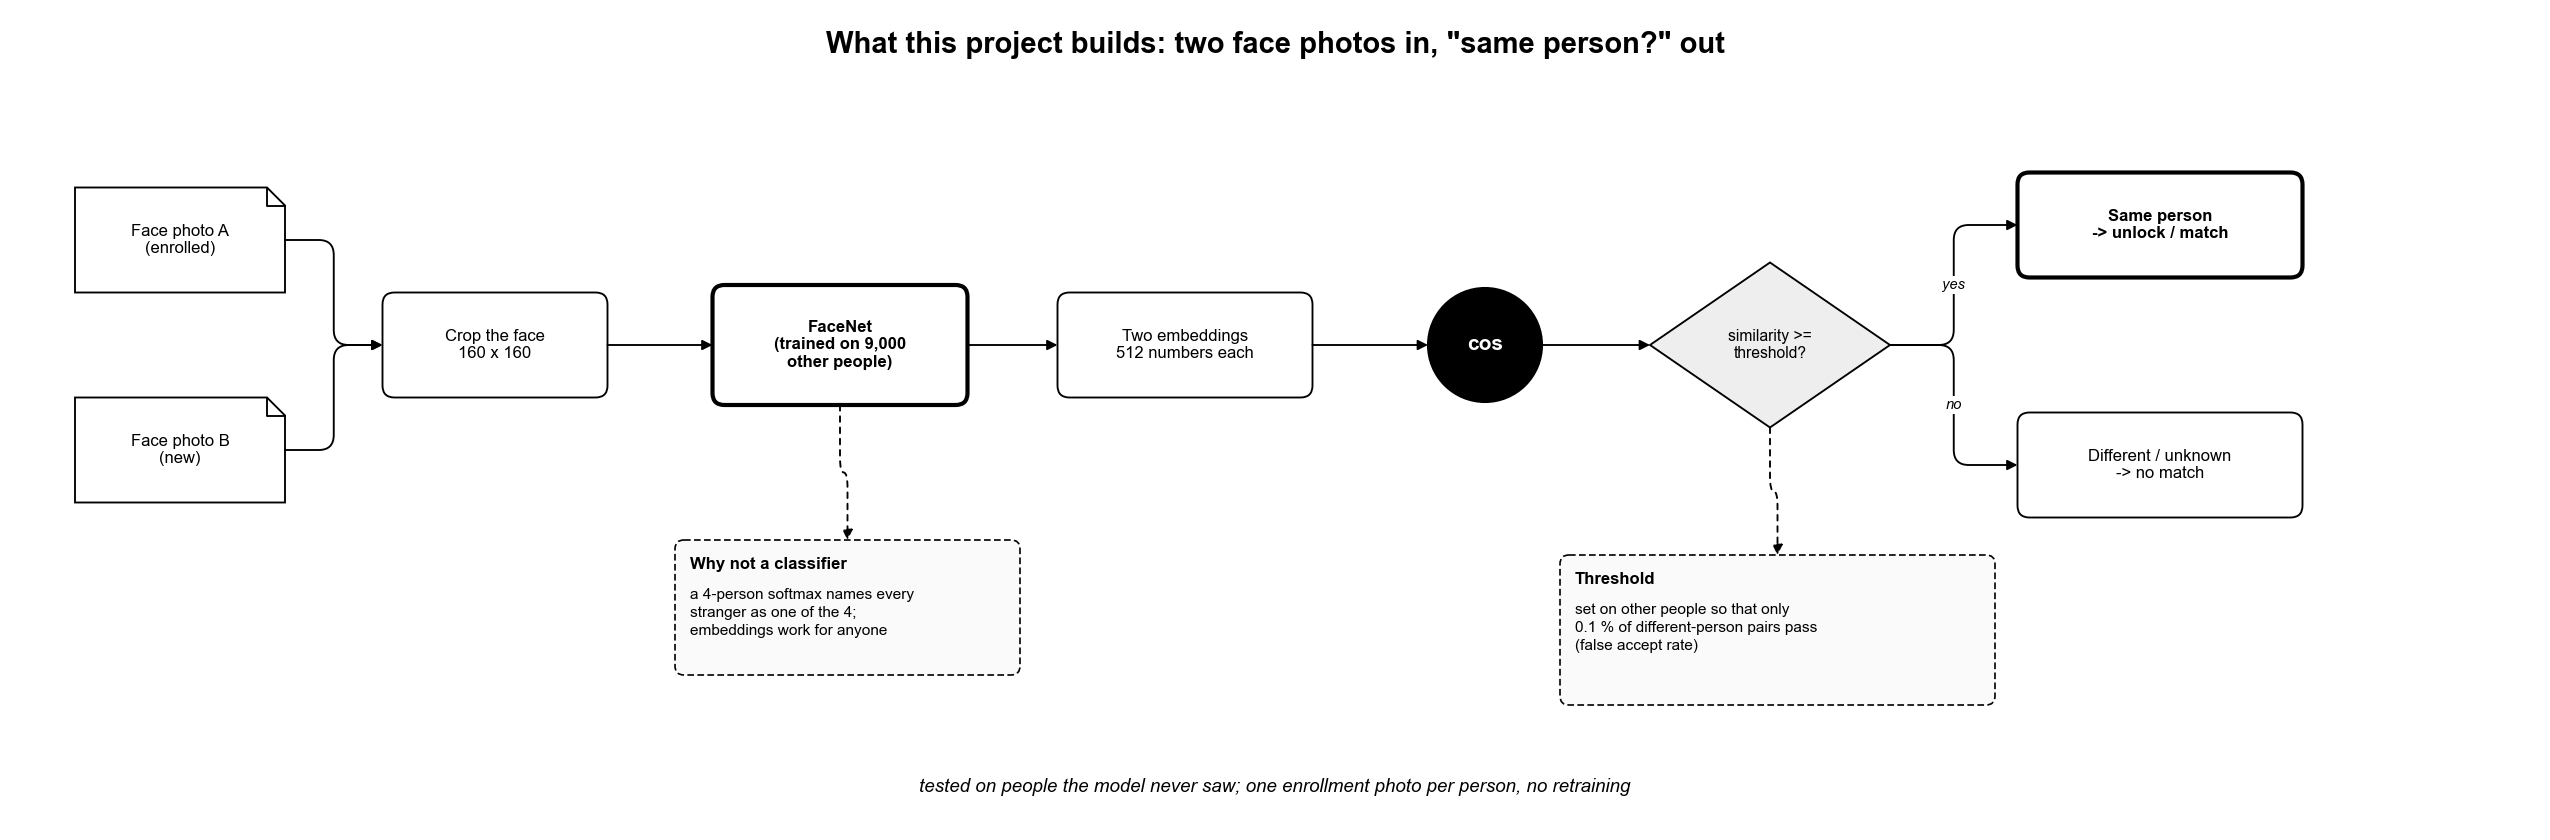 What this project builds: two face photos in, "same person?" out
Face photo A
(enrolled)
Face photo B
(new)
Crop the face
160 x 160
FaceNet
(trained on 9,000
other people)
Two embeddings
512 numbers each
cos
similarity >=
threshold?
yes
no
Same person
-> unlock / match
Different / unknown
-> no match
Why not a classifier
a 4-person softmax names every
stranger as one of the 4;
embeddings work for anyone
Threshold
set on other people so that only
0.1 % of different-person pairs pass
(false accept rate)
tested on people the model never saw; one enrollment photo per person, no retraining